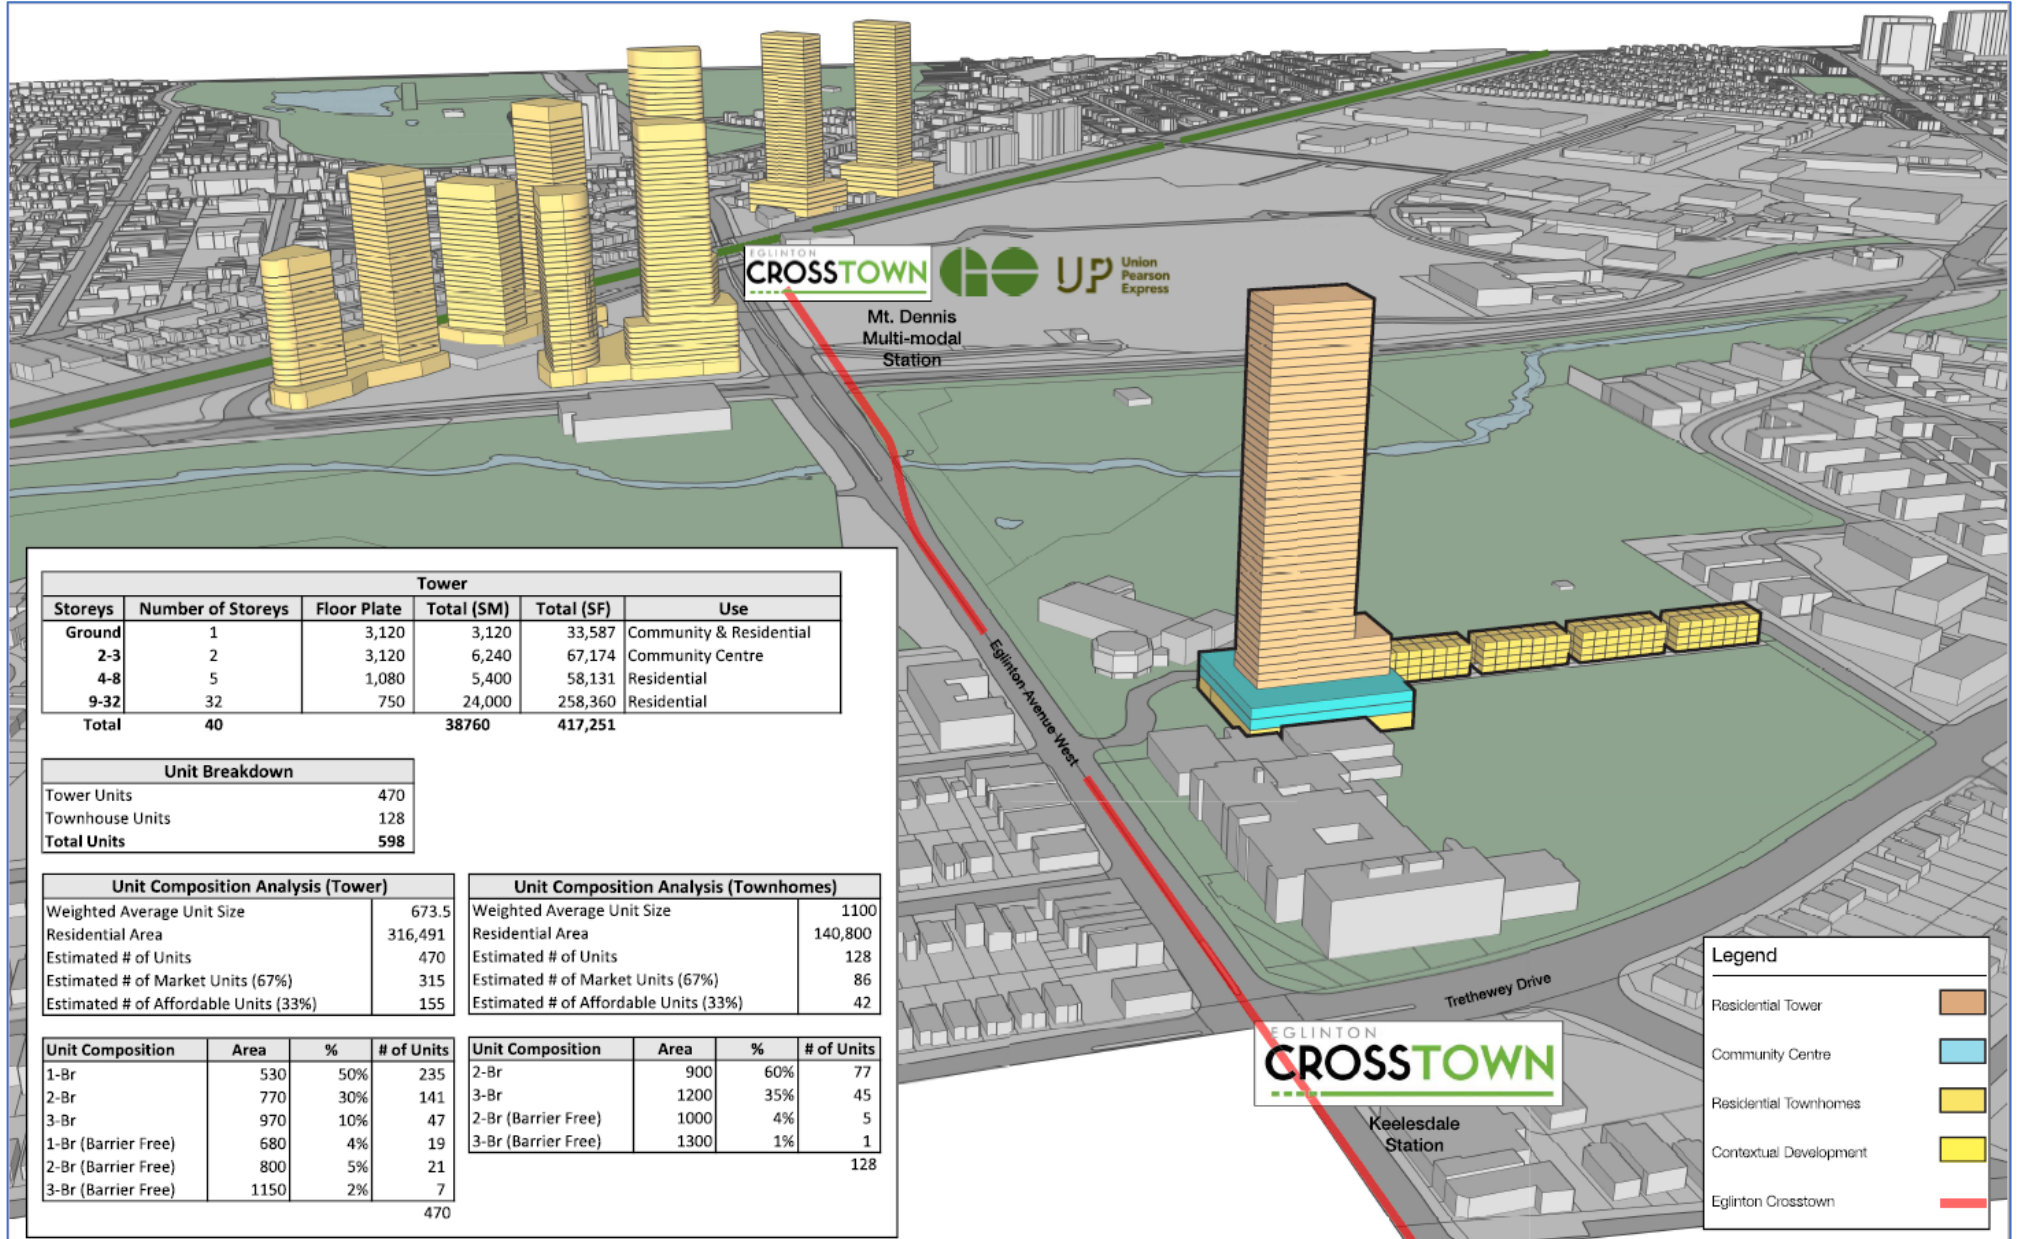 EGLINTON
CROSSTOWN
GO UP Union
Pearson
Express
Mt. Dennis
Multi-modal
Station
Eglinton Avenue West
Trethewey Drive
EGLINTON
CROSSTOWN
Keelesdale
Station
Tower
Storeys Number of Storeys Floor Plate Total (SM) Total (SF) Use
Ground 1 3,120 3,120 33,587 Community & Residential
2-3 2 3,120 6,240 67,174 Community Centre
4-8 5 1,080 5,400 58,131 Residential
9-32 32 750 24,000 258,360 Residential
Total 40 38760 417,251
Unit Breakdown
Tower Units 470
Townhouse Units 128
Total Units 598
Unit Composition Analysis (Tower)
Weighted Average Unit Size 673.5
Residential Area 316,491
Estimated # of Units 470
Estimated # of Market Units (67%) 315
Estimated # of Affordable Units (33%) 155
Unit Composition Analysis (Townhomes)
Weighted Average Unit Size 1100
Residential Area 140,800
Estimated # of Units 128
Estimated # of Market Units (67%) 86
Estimated # of Affordable Units (33%) 42
Unit Composition Area % # of Units
1-Br 530 50% 235
2-Br 770 30% 141
3-Br 970 10% 47
1-Br (Barrier Free) 680 4% 19
2-Br (Barrier Free) 800 5% 21
3-Br (Barrier Free) 1150 2% 7
470
Unit Composition Area % # of Units
2-Br 900 60% 77
3-Br 1200 35% 45
2-Br (Barrier Free) 1000 4% 5
3-Br (Barrier Free) 1300 1% 1
128
Legend
Residential Tower
Community Centre
Residential Townhomes
Contextual Development
Eglinton Crosstown